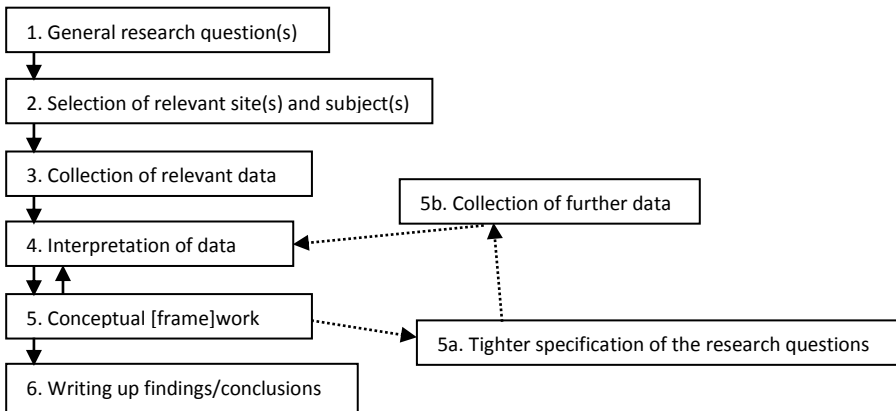 1. General research question(s)
2. Selection of relevant site(s) and subject(s)
3. Collection of relevant data
5b. Collection of further data
4. Interpretation of data
5. Conceptual [frame]work
5a. Tighter specification of the research questions
6. Writing up findings/conclusions